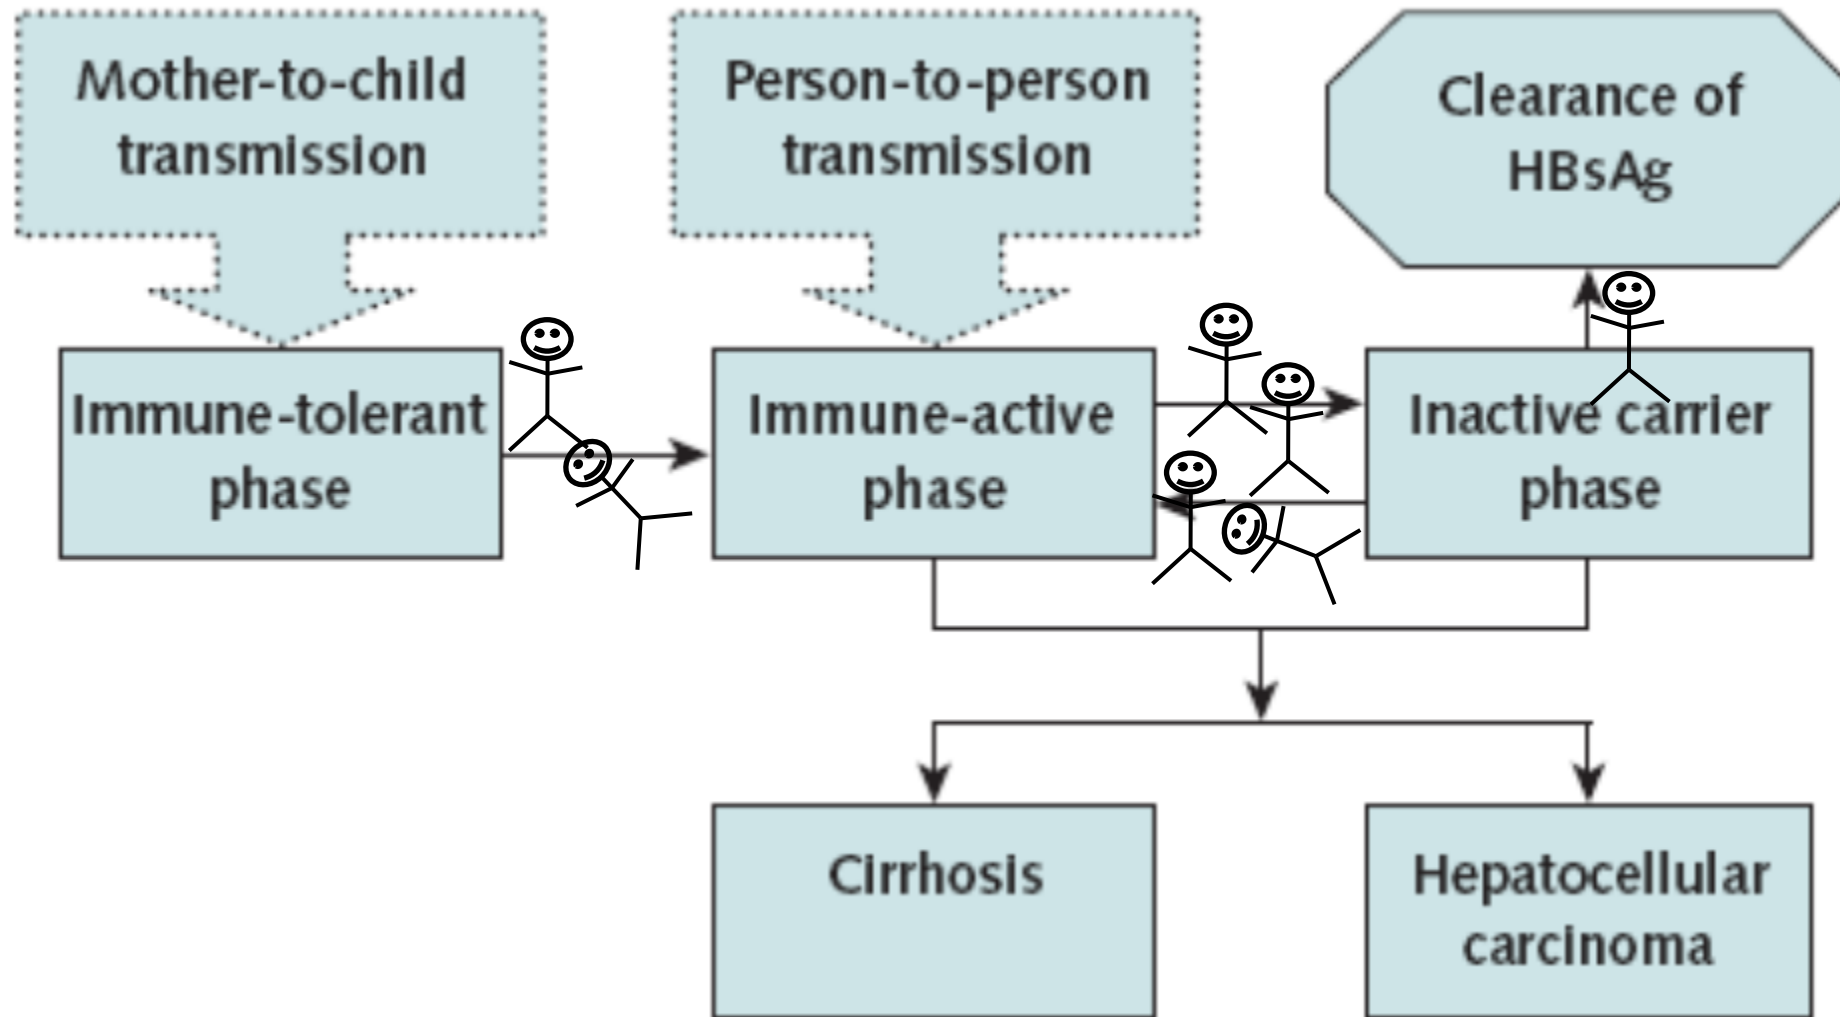 Mother-to-child
transmission
Person-to-person
transmission
Clearance of
HBsAg
Immune-tolerant
phase
Immune-active
phase
Inactive carrier
phase
Cirrhosis
Hepatocellular
carcinoma